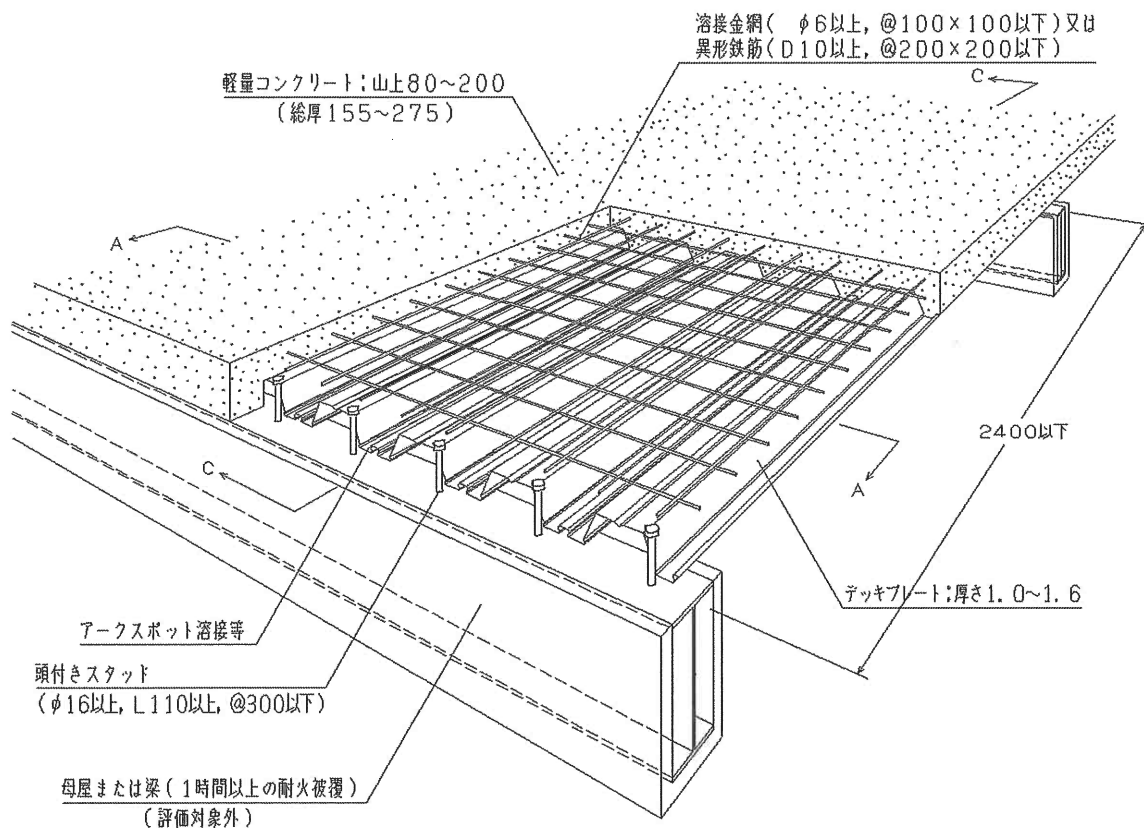 溶接金網( φ6以上, @100×100以下)又は
異形鉄筋(D10以上, @200×200以下)
C
軽量コンクリート:山上80~200
(総厚155~275)
A
2400以下
C
A
デッキプレート:厚さ1.0~1.6
アークスポット溶接等
頭付きスタッド
(φ16以上, L110以上, @300以下)
母屋または梁(1時間以上の耐火被覆)
(評価対象外)